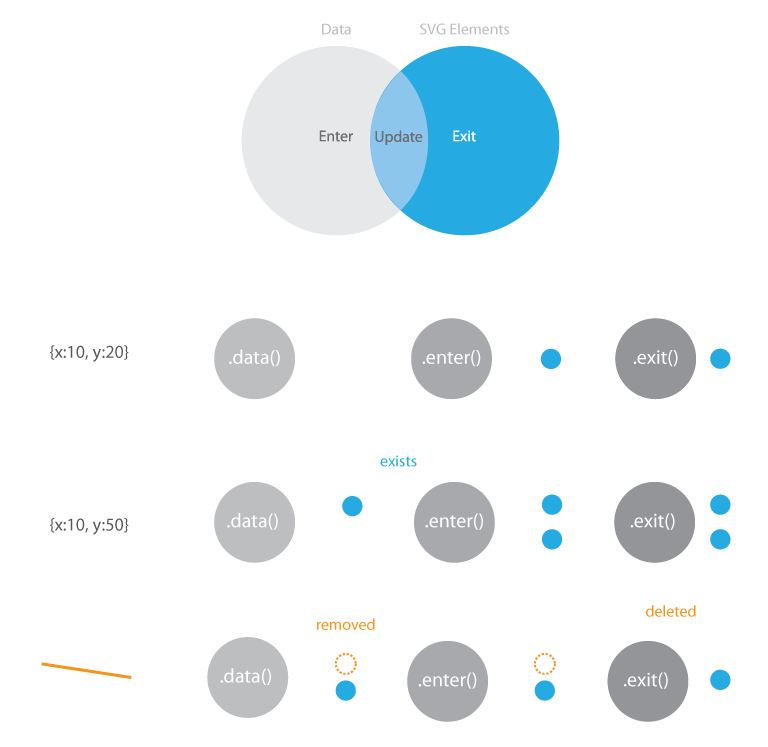 Data
SVG Elements
Enter
Update
Exit
{x:10, y:20}
.data()
.enter()
.exit()
exists
{x:10, y:50}
.data()
.enter()
.exit()
removed
deleted
.data()
.enter()
.exit()